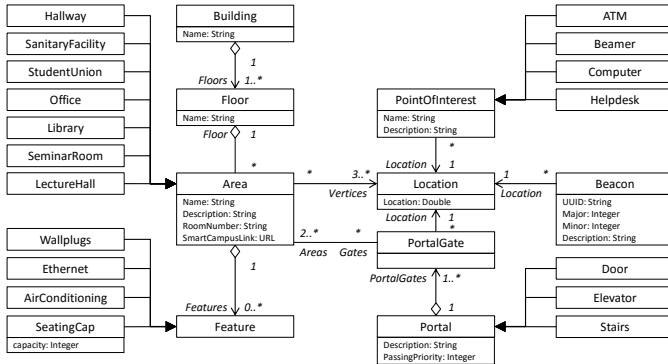 Hallway
SanitaryFacility
StudentUnion
Office
Library
SeminarRoom
LectureHall
Building
Name: String
1
Floors
1..*
Floor
Name: String
Floor
1
*
Area
Name: String
Description: String
RoomNumber: String
SmartCampusLink: URL
*
3..*
Vertices
2..*
*
Areas
Gates
1
Features
0..*
Feature
Wallplugs
Ethernet
AirConditioning
SeatingCap
capacity: Integer
PointOfInterest
Name: String
Description: String
*
Location
1
Location
Location: Double
Location
1
PortalGate
PortalGates
1..*
1
Portal
Description: String
PassingPriority: Integer
ATM
Beamer
Computer
Helpdesk
1
*
Location
Beacon
UUID: String
Major: Integer
Minor: Integer
Description: String
Door
Elevator
Stairs